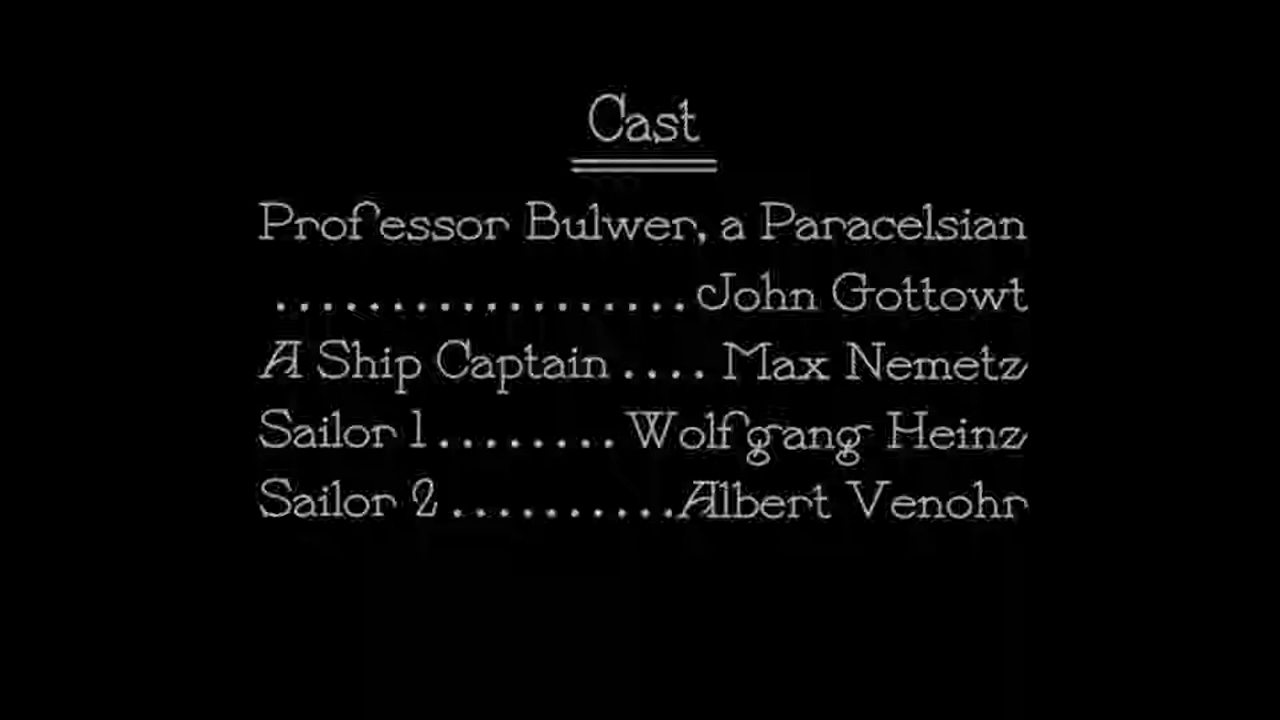 Cast
Professor Bulwer, a Paracelsian
..................John Gottowt
A Ship Captain .... Max Nemetz
Sailor 1........ Wolfgang Heinz
Sailor 2 ..........Albert Venohr